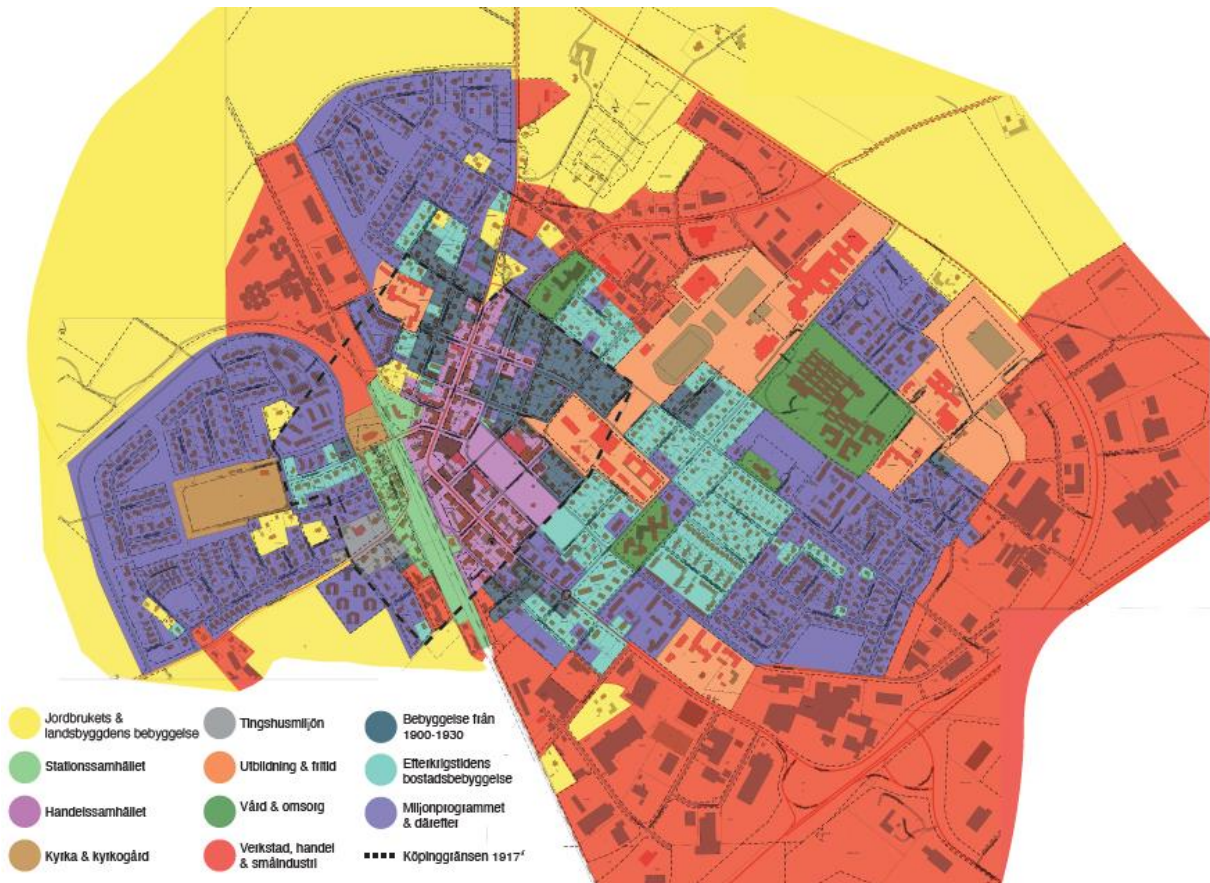 Jordbrukets &
landsbyggdens bebyggelse
Stationssamhället
Handelssamhället
Kyrka & kyrkogård
Tingshusmiljön
Utbildning & fritid
Vård & omsorg
Verkstad, handel
& småindustri
Bebyggelse från
1900-1930
Efterkrigstidens
bostadsbebyggelse
Miljonprogrammet
& därefter
Köpinggränsen 1917